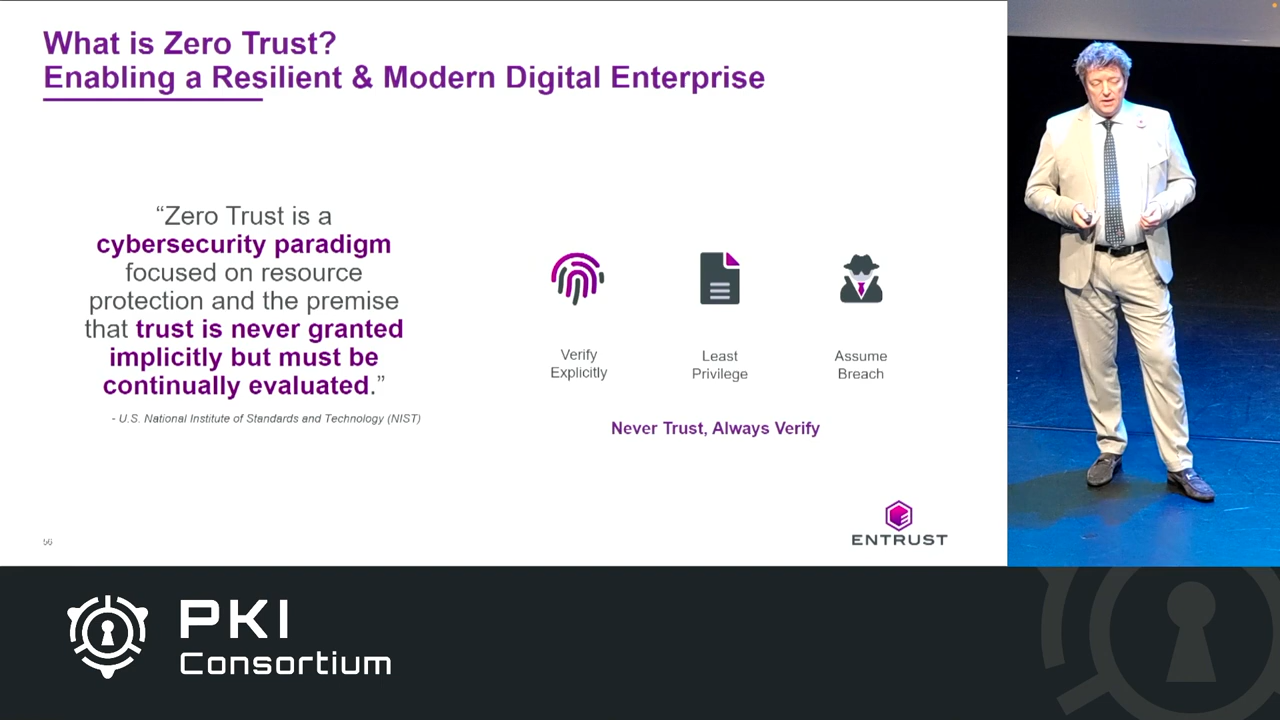 What is Zero Trust?
Enabling a Resilient & Modern Digital Enterprise
“Zero Trust is a
cybersecurity paradigm
focused on resource
protection and the premise
that trust is never granted
implicitly but must be
continually evaluated.”
- U.S. National Institute of Standards and Technology (NIST)
Verify
Explicitly
Least
Privilege
Assume
Breach
Never Trust, Always Verify
56
ENTRUST
PKI
Consortium